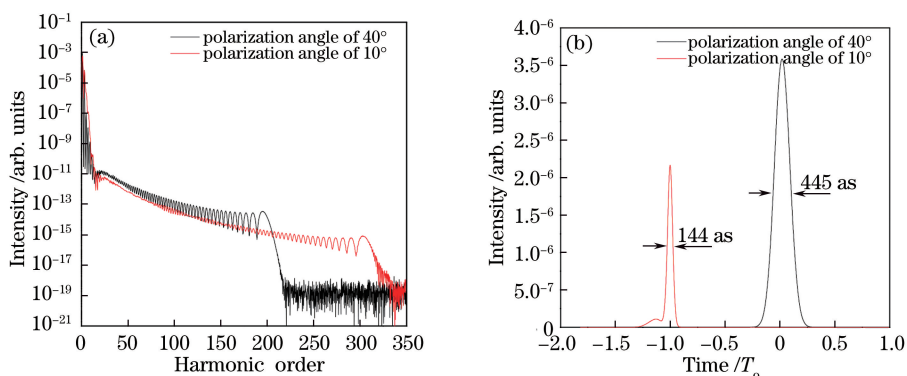 (a)
polarization angle of 40°
polarization angle of 10°
Intensity /arb. units
10⁻¹
10⁻³
10⁻⁵
10⁻⁷
10⁻⁹
10⁻¹¹
10⁻¹³
10⁻¹⁵
10⁻¹⁷
10⁻¹⁹
10⁻²¹
0 50 100 150 200 250 300 350
Harmonic order
(b)
polarization angle of 40°
polarization angle of 10°
Intensity /arb. units
4.0⁻⁶
3.5⁻⁶
3.0⁻⁶
2.5⁻⁶
2.0⁻⁶
1.5⁻⁶
1.0⁻⁶
5.0⁻⁷
0
445 as
144 as
−2.0 −1.5 −1.0 −0.5 0 0.5 1.0
Time /T₀